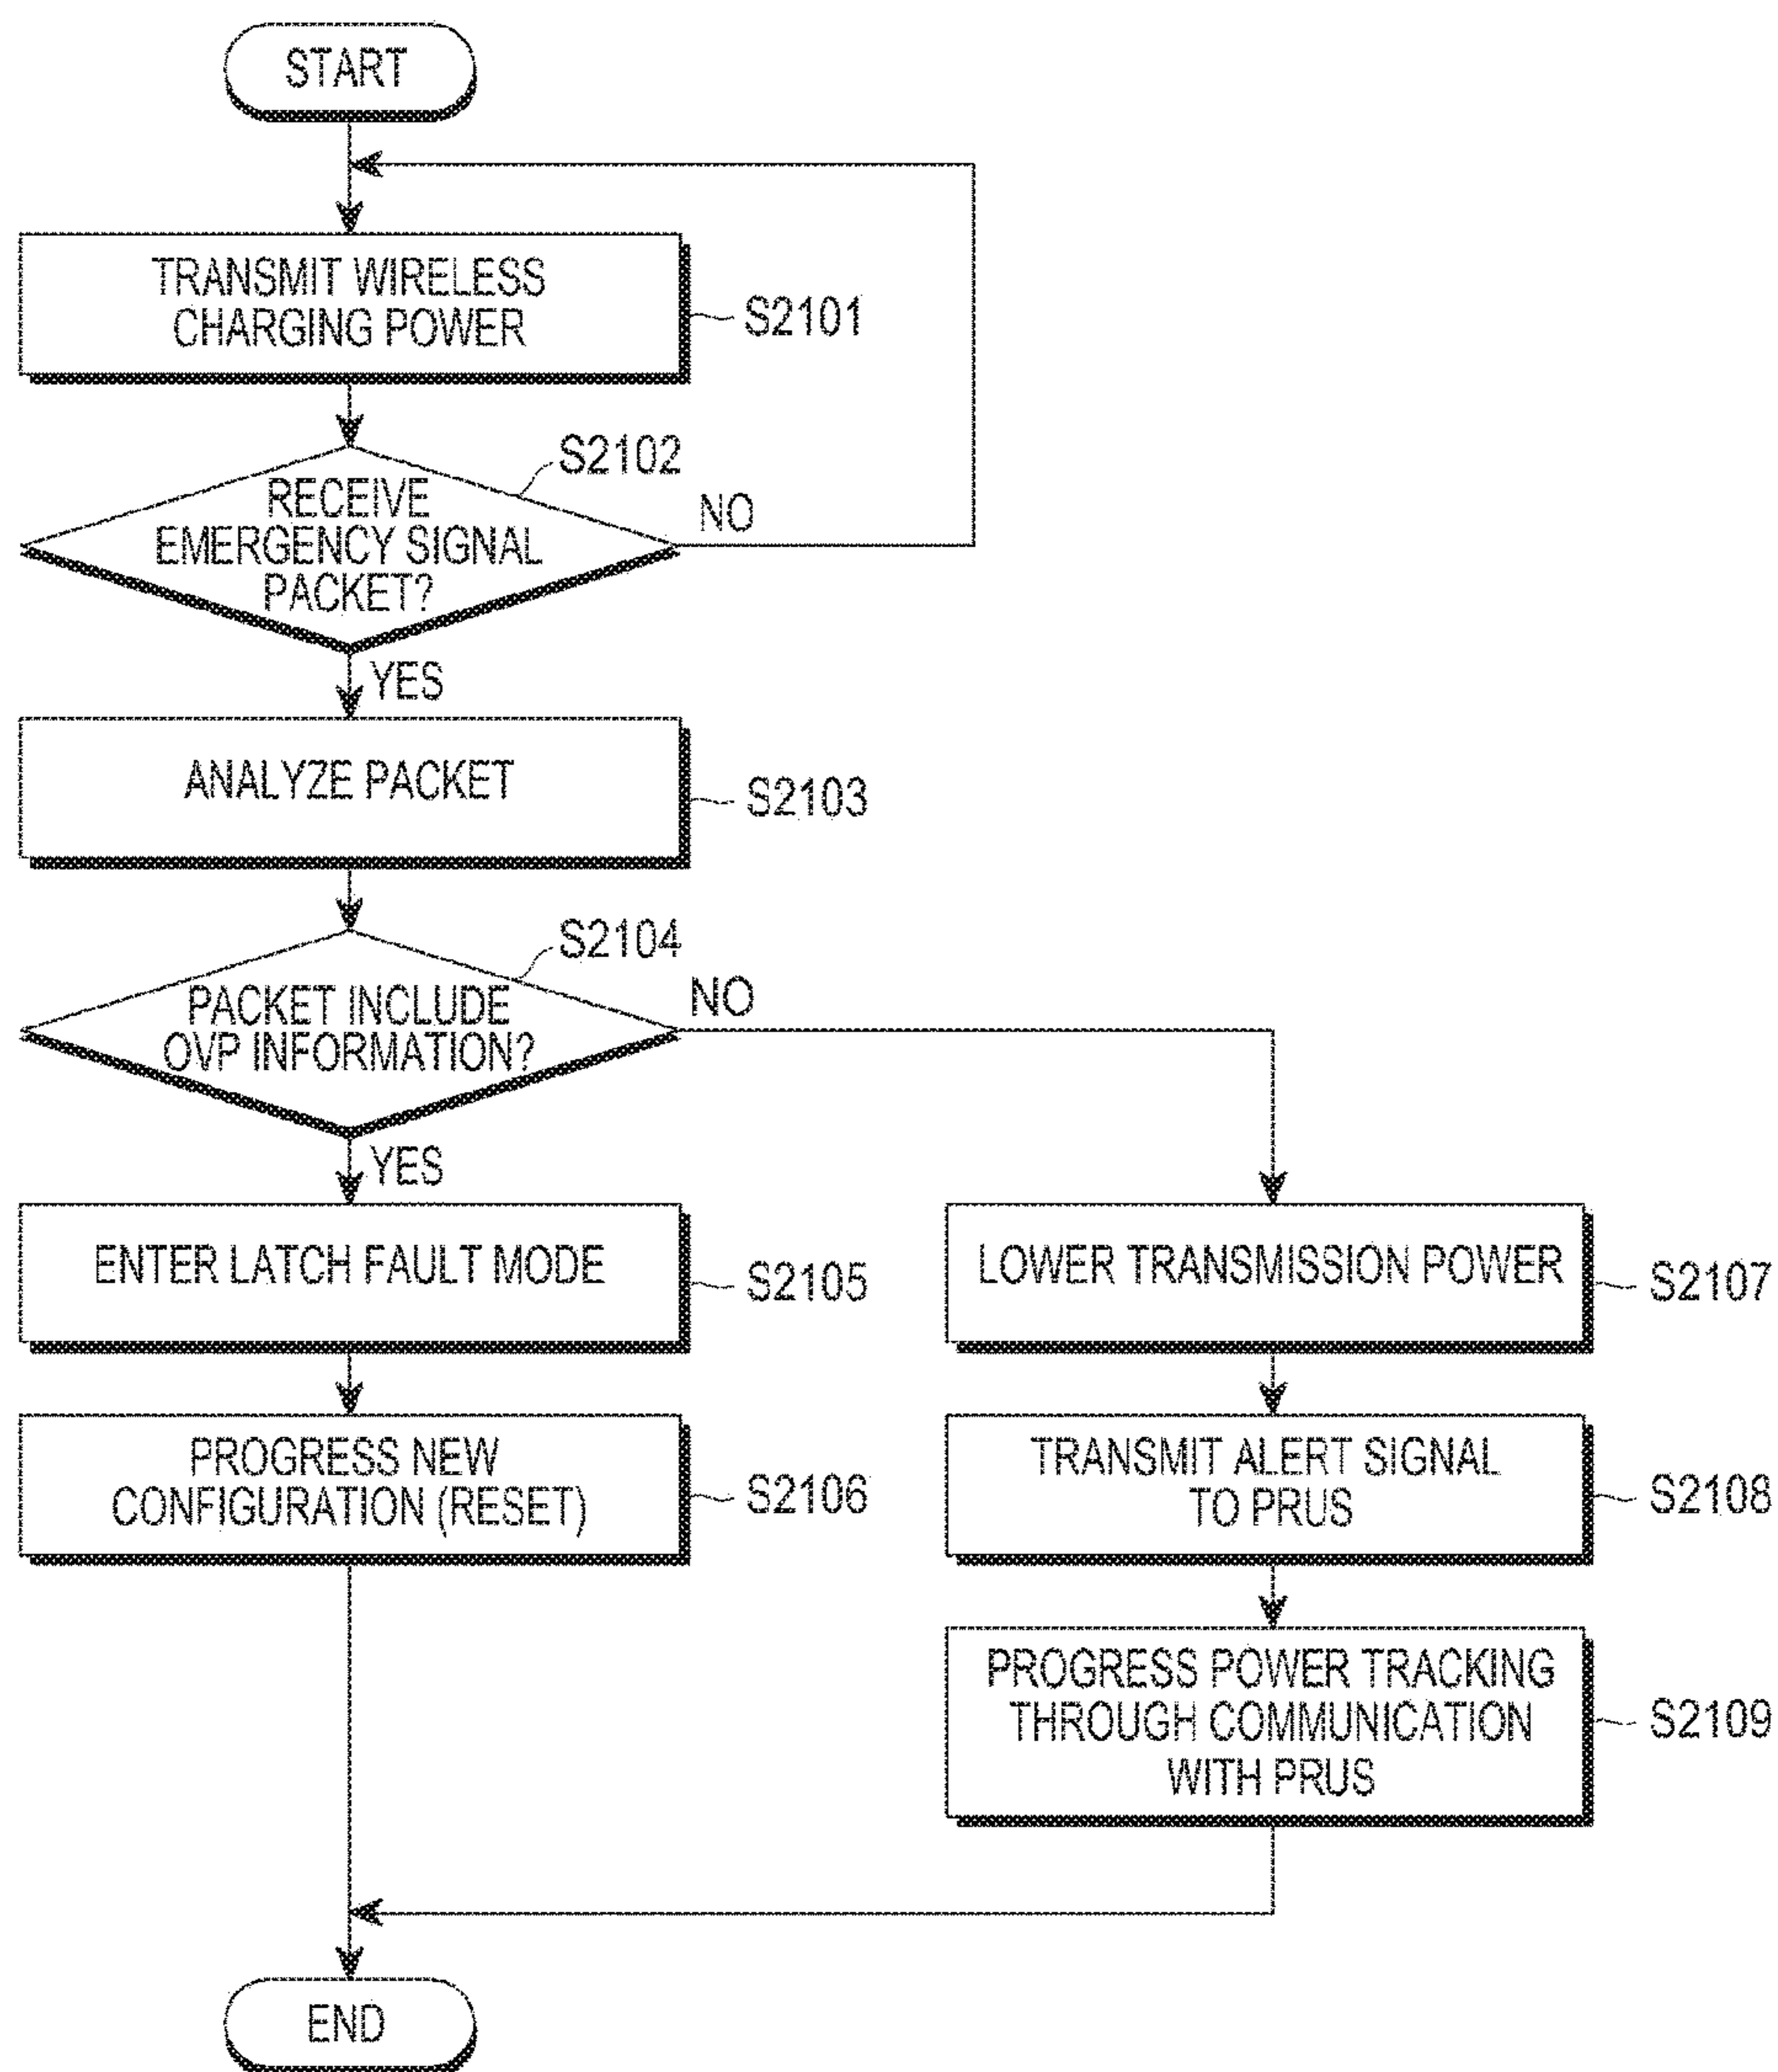 START
TRANSMIT WIRELESS
CHARGING POWER
S2101
S2102
RECEIVE
EMERGENCY SIGNAL
PACKET?
NO
YES
ANALYZE PACKET
S2103
S2104
PACKET INCLUDE
OVP INFORMATION?
NO
YES
ENTER LATCH FAULT MODE
S2105
LOWER TRANSMISSION POWER
S2107
PROGRESS NEW
CONFIGURATION (RESET)
S2106
TRANSMIT ALERT SIGNAL
TO PRUS
S2108
PROGRESS POWER TRACKING
THROUGH COMMUNICATION
WITH PRUS
S2109
END